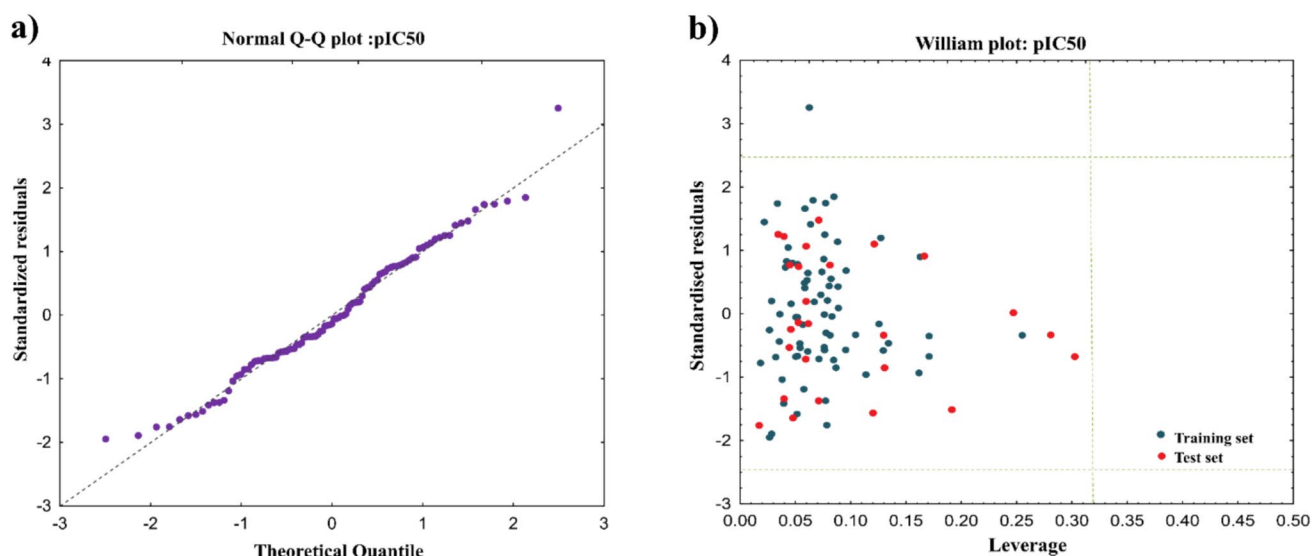 a)
Normal Q-Q plot :pIC50
4
3
2
1
0
-1
-2
-3
-3 -2 -1 0 1 2 3
Standardized residuals
Theoretical Quantile
b)
William plot: pIC50
4
3
2
1
0
-1
-2
-3
0.00 0.05 0.10 0.15 0.20 0.25 0.30 0.35 0.40 0.45 0.50
Standardised residuals
Leverage
Training set
Test set